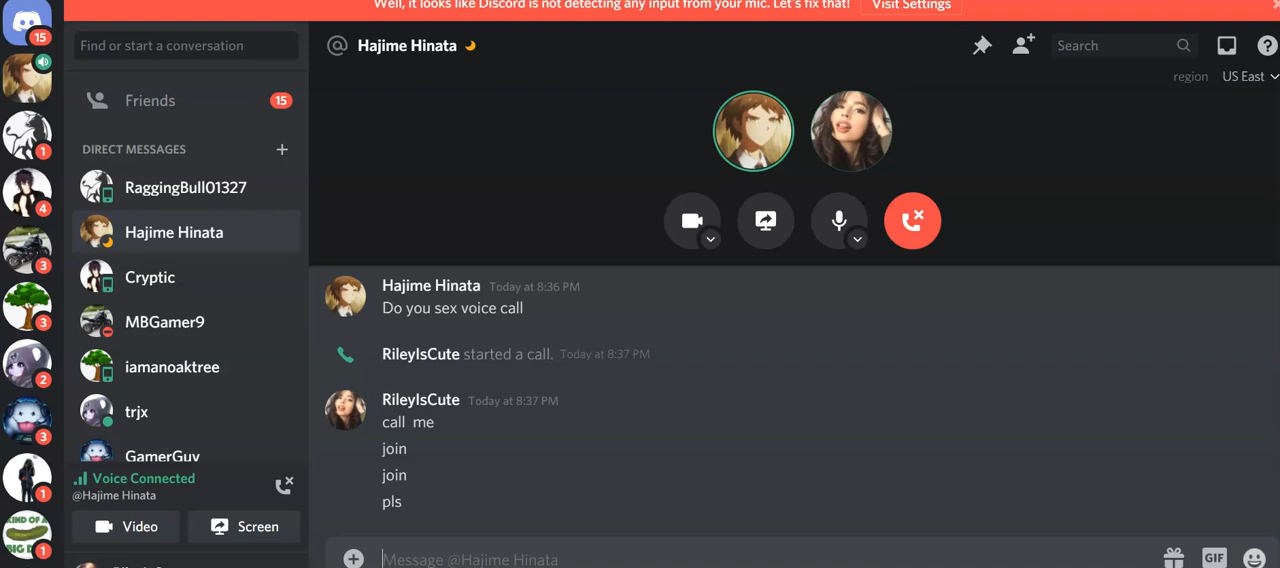 Well, it looks like Discord is not detecting any input from your mic. Let's fix that!
Visit Settings
15
Find or start a conversation
Hajime Hinata
Search
region US East
Friends 15
DIRECT MESSAGES
1
RaggingBull01327
4
Hajime Hinata
3
Cryptic
3
MBGamer9
2
iamanoaktree
3
trjx
1
GamerGuy
Voice Connected
@Hajime Hinata
Video
Screen
KIND OF A
BIG D
1
Hajime Hinata Today at 8:36 PM
Do you sex voice call
RileyIsCute started a call. Today at 8:37 PM
RileyIsCute Today at 8:37 PM
call me
join
join
pls
Message @Hajime Hinata
GIF